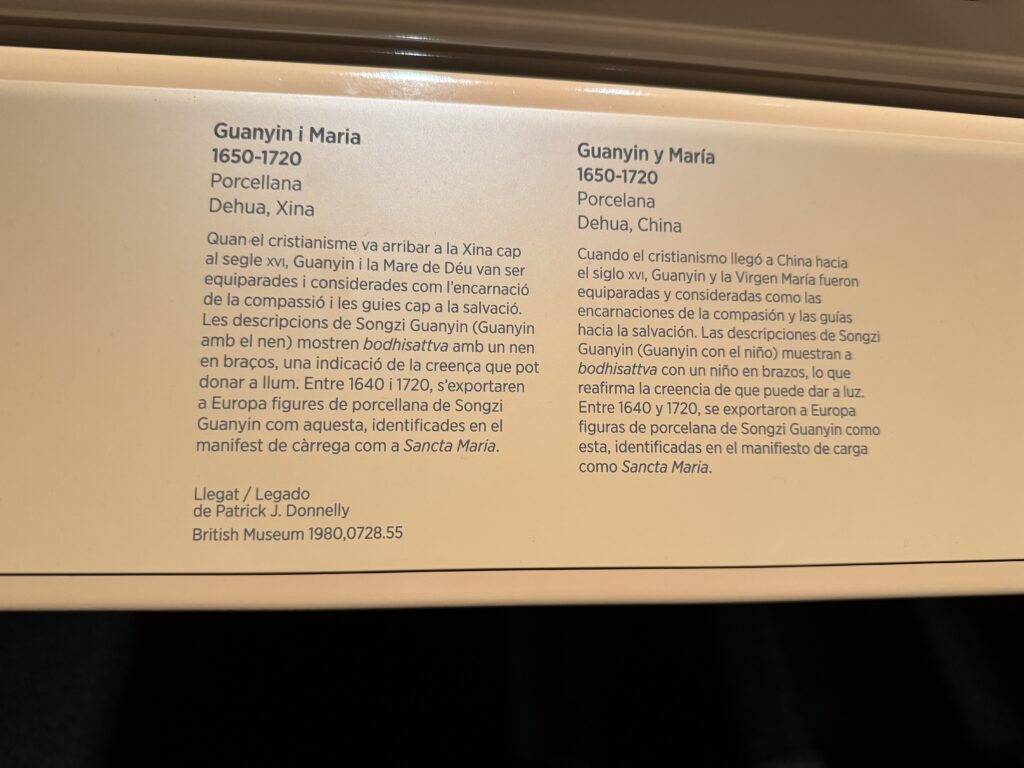 Guanyin i Maria
1650-1720
Porcellana
Dehua, Xina
Quan el cristianisme va arribar a la Xina cap
al segle XVI, Guanyin i la Mare de Déu van ser
equiparades i considerades com l'encarnació
de la compassió i les guies cap a la salvació.
Les descripcions de Songzi Guanyin (Guanyin
amb el nen) mostren bodhisattva amb un nen
en braços, una indicació de la creença que pot
donar a llum. Entre 1640 i 1720, s'exportaren
a Europa figures de porcellana de Songzi
Guanyin com aquesta, identificades en el
manifest de càrrega com a Sancta Maria.
Llegat / Legado
de Patrick J. Donnelly
British Museum 1980,0728.55
Guanyin y María
1650-1720
Porcelana
Dehua, China
Cuando el cristianismo llegó a China hacia
el siglo XVI, Guanyin y la Virgen María fueron
equiparadas y consideradas como las
encarnaciones de la compasión y las guías
hacia la salvación. Las descripciones de Songzi
Guanyin (Guanyin con el niño) muestran a
bodhisattva con un niño en brazos, lo que
reafirma la creencia de que puede dar a luz.
Entre 1640 y 1720, se exportaron a Europa
figuras de porcelana de Songzi Guanyin como
esta, identificadas en el manifiesto de carga
como Sancta Maria.